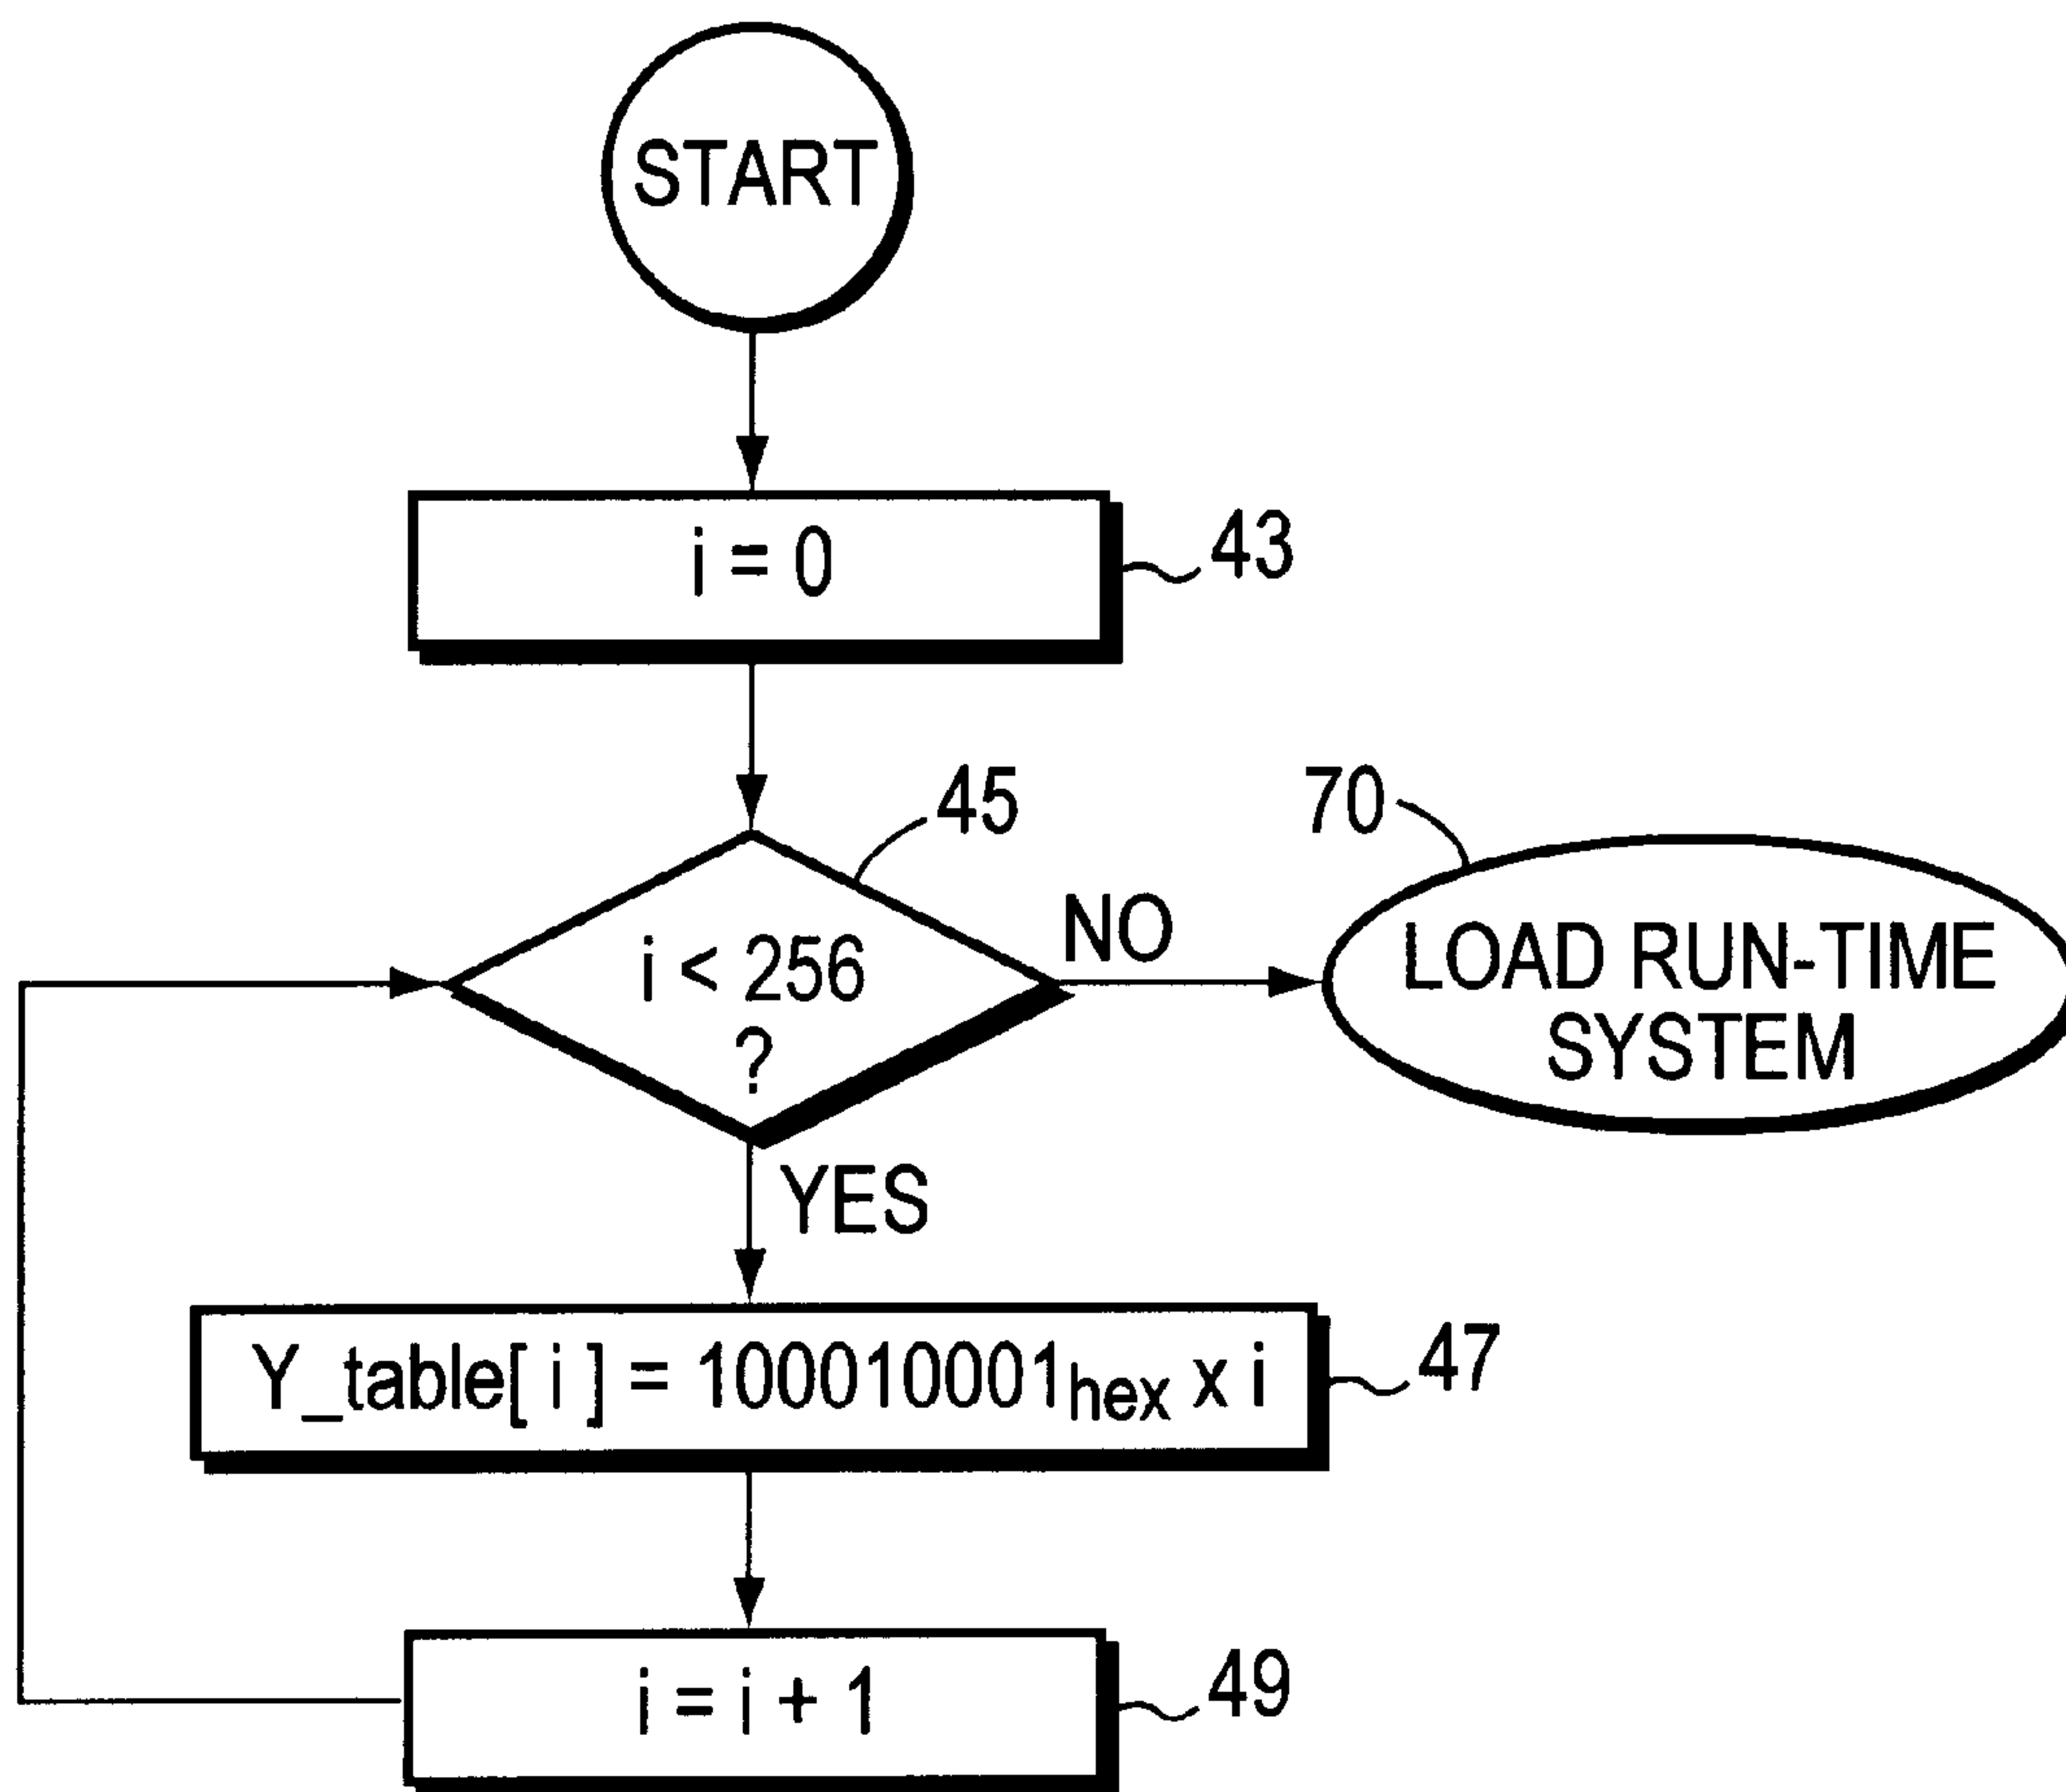 START
i = 0
43
45
70
i < 256
?
NO
LOAD RUN-TIME
SYSTEM
YES
Y_table[ i ] = 100010001hex x i
47
i = i + 1
49